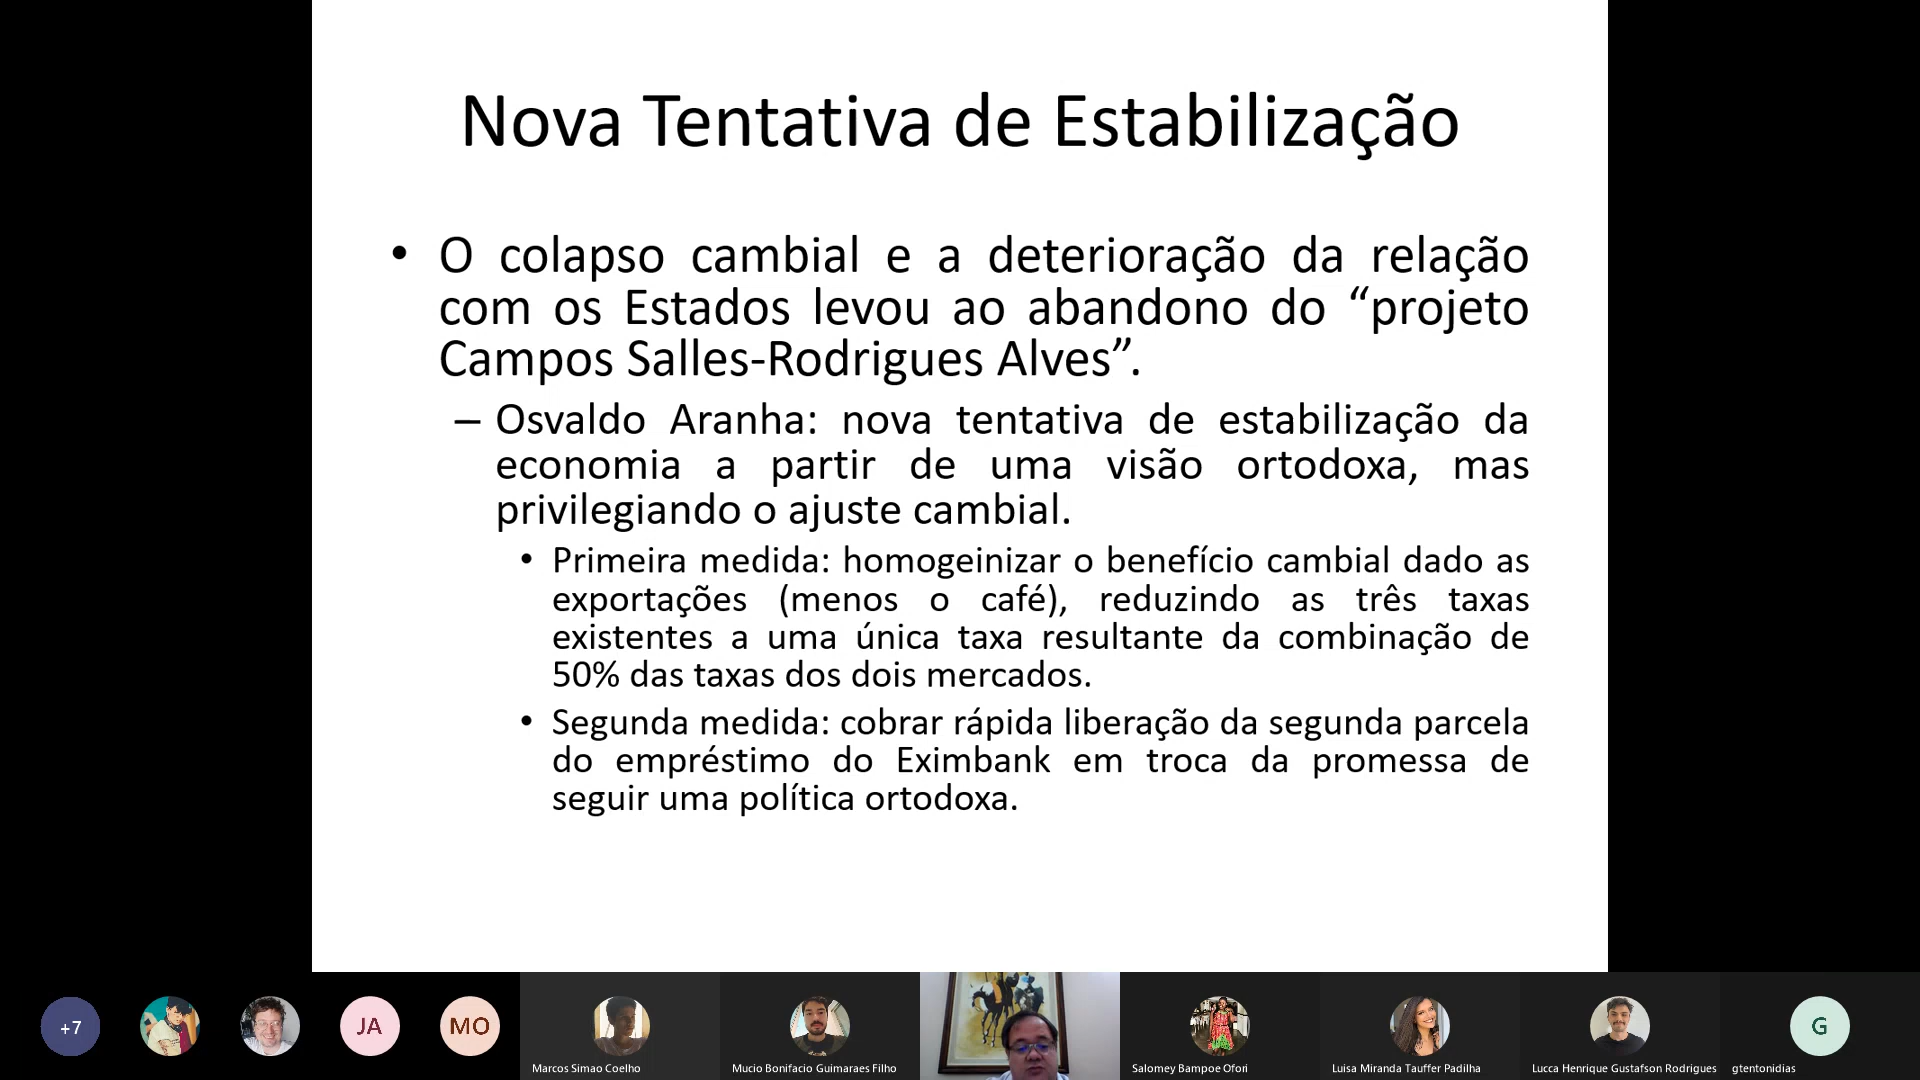 Nova Tentativa de Estabilização
• O colapso cambial e a deterioração da relação
com os Estados levou ao abandono do “projeto
Campos Salles-Rodrigues Alves”.
– Osvaldo Aranha: nova tentativa de estabilização da
economia a partir de uma visão ortodoxa, mas
privilegiando o ajuste cambial.
• Primeira medida: homogeinizar o benefício cambial dado as
exportações (menos o café), reduzindo as três taxas
existentes a uma única taxa resultante da combinação de
50% das taxas dos dois mercados.
• Segunda medida: cobrar rápida liberação da segunda parcela
do empréstimo do Eximbank em troca da promessa de
seguir uma política ortodoxa.
+7
JA
MO
G
Marcos Simao Coelho
Mucio Bonifacio Guimaraes Filho
Salomey Bampoe Ofori
Luisa Miranda Tauffer Padilha
Lucca Henrique Gustafson Rodrigues
gtentonidias